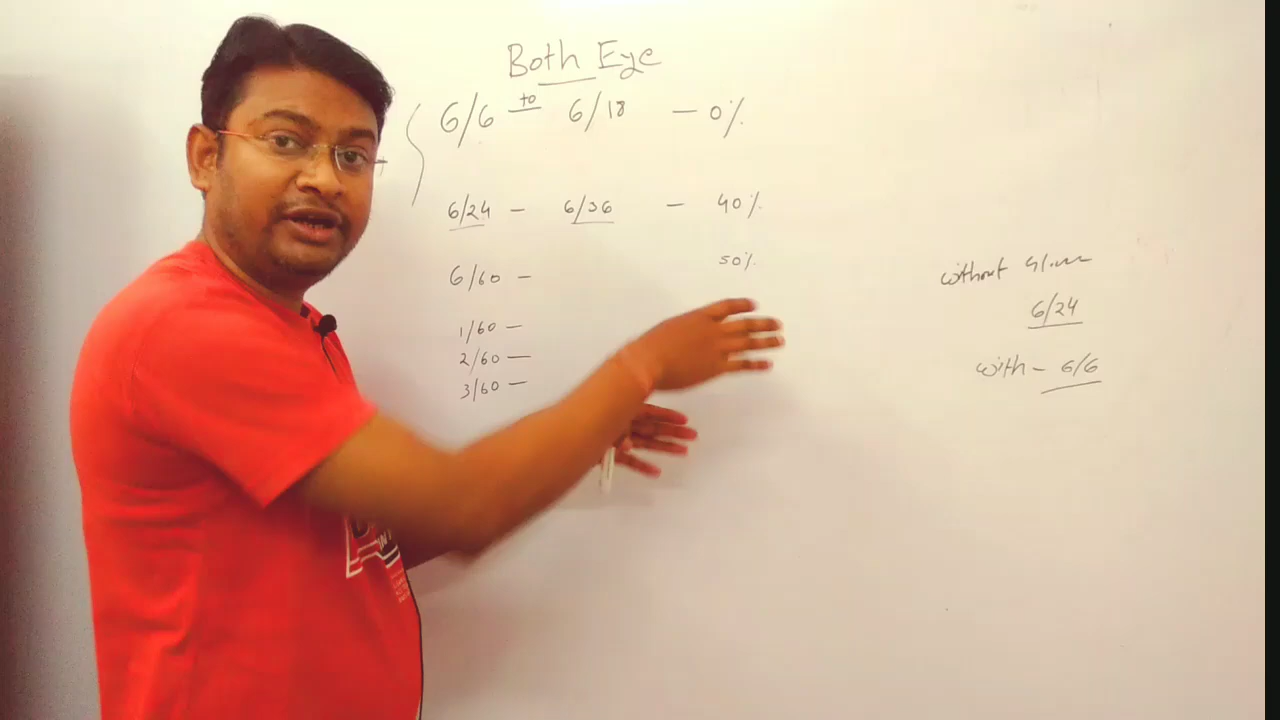 Both Eye
6/6 to 6/18 - 0%
6/24 - 6/36 - 40%
6/60 - 50%
1/60 -
2/60 -
3/60 -
without
6/24
with - 6/6